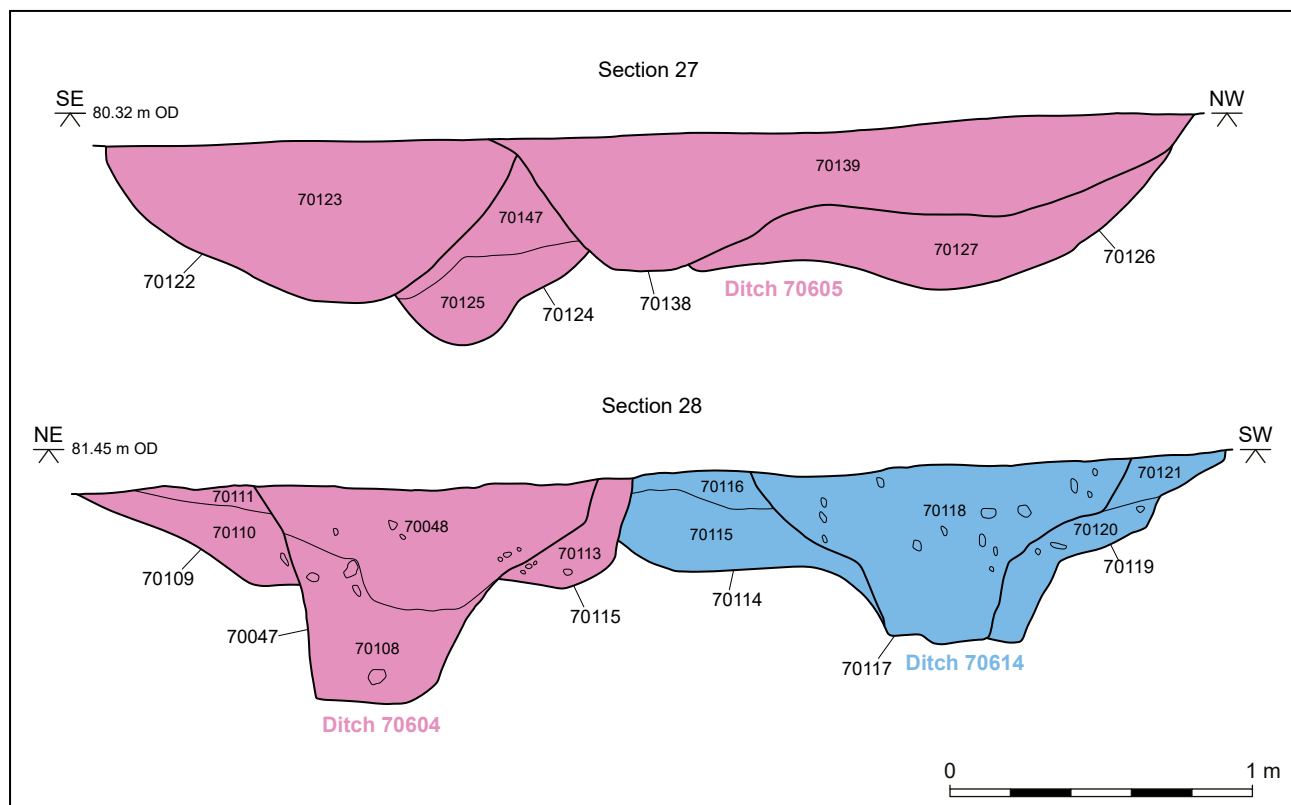 Section 27
SE 80.32 m OD
NW
70123
70139
70147
70127
70122
70125
70124
70138
Ditch 70605
70126
Section 28
NE 81.45 m OD
SW
70111
70116
70121
70110
70048
70118
70115
70113
70120
70109
70119
70114
70115
70047
70108
70117
Ditch 70614
Ditch 70604
0 1 m